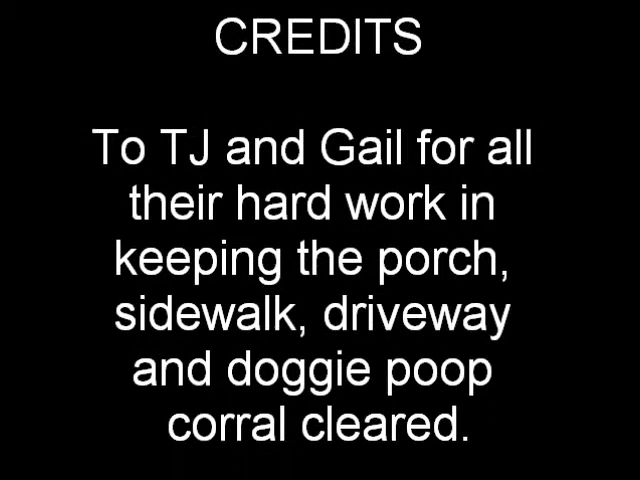 CREDITS
To TJ and Gail for all
their hard work in
keeping the porch,
sidewalk, driveway
and doggie poop
corral cleared.